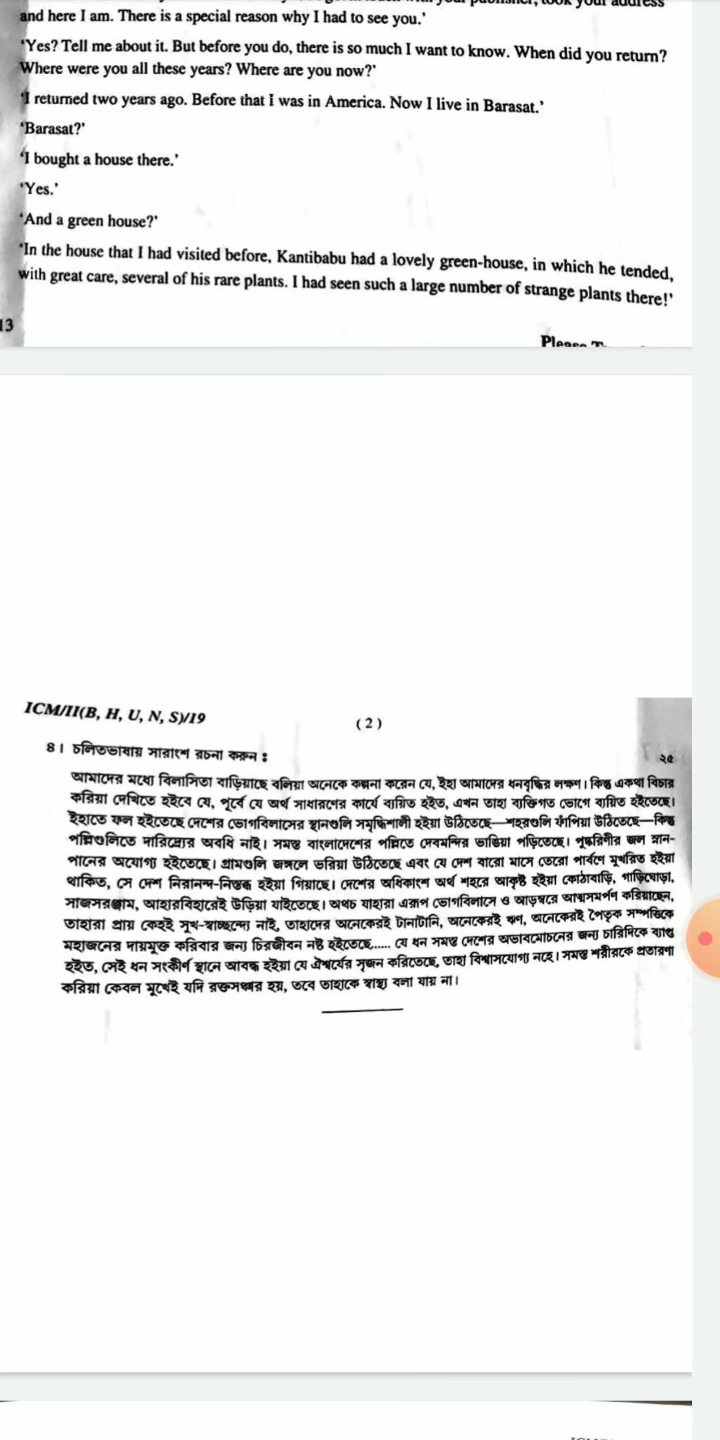 and here I am. There is a special reason why I had to see you.'
'Yes? Tell me about it. But before you do, there is so much I want to know. When did you return?
Where were you all these years? Where are you now?'
'I returned two years ago. Before that I was in America. Now I live in Barasat.'
'Barasat?'
'I bought a house there.'
'Yes.'
'And a green house?'
'In the house that I had visited before, Kantibabu had a lovely green-house, in which he tended,
with great care, several of his rare plants. I had seen such a large number of strange plants there!'
13
Please
ICM/II(B, H, U, N, S)/19
( 2 )
৪। চলিতভাষায় সারাংশ রচনা করুন :
২৫
আমাদের মধ্যে বিলাসিতা বাড়িয়াছে বলিয়া অনেকে কল্পনা করেন যে, ইহা আমাদের ধনবৃদ্ধির লক্ষণ। কিন্তু একথা বিচার
করিয়া দেখিতে হইবে যে, পূর্বে যে অর্থ সাধারণের কার্যে ব্যয়িত হইত, এখন তাহা ব্যক্তিগত ভোগে ব্যয়িত হইতেছে।
ইহাতে ফল হইতেছে দেশের ভোগবিলাসের স্থানগুলি সমৃদ্ধিশালী হইয়া উঠিতেছে—শহরগুলি ফাঁপিয়া উঠিতেছে—কিন্তু
পল্লিগুলিতে দারিদ্র্যের অবধি নাই। সমস্ত বাংলাদেশের পল্লিতে দেবমন্দির ভাঙিয়া পড়িতেছে। পুষ্করিণীর জল স্নান-
পানের অযোগ্য হইতেছে। গ্রামগুলি জঙ্গলে ভরিয়া উঠিতেছে এবং যে দেশ বারো মাসে তেরো পার্বণে মুখরিত হইয়া
থাকিত, সে দেশ নিরানন্দ-নিস্তব্ধ হইয়া গিয়াছে। দেশের অধিকাংশ অর্থ শহরে আকৃষ্ট হইয়া কোঠাবাড়ি, গাড়িঘোড়া,
সাজসরঞ্জাম, আহারবিহারেই উড়িয়া যাইতেছে। অথচ যাহারা এরূপ ভোগবিলাসে ও আড়ম্বরে আত্মসমর্পণ করিয়াছেন,
তাহারা প্রায় কেহই সুখ-স্বাচ্ছন্দ্যে নাই, তাহাদের অনেকেরই টানাটানি, অনেকেরই ঋণ, অনেকেরই পৈতৃক সম্পত্তিকে
মহাজনের দায়মুক্ত করিবার জন্য চিরজীবন নষ্ট হইতেছে..... যে ধন সমস্ত দেশের অভাবমোচনের জন্য চারিদিকে ব্যাপ্ত
হইত, সেই ধন সংকীর্ণ স্থানে আবদ্ধ হইয়া যে ঐশ্বর্যের সৃজন করিতেছে, তাহা বিশ্বাসযোগ্য নহে। সমস্ত শরীরকে প্রতারণা
করিয়া কেবল মুখেই যদি রক্তসঞ্চার হয়, তবে তাহাকে স্বাস্থ্য বলা যায় না।